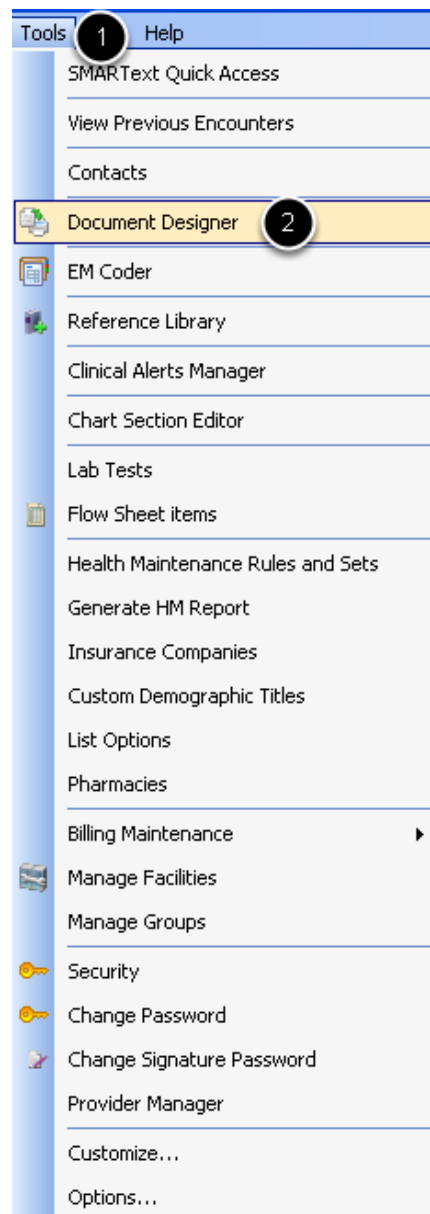 Tools 1 Help
SMARText Quick Access
View Previous Encounters
Contacts
Document Designer 2
EM Coder
Reference Library
Clinical Alerts Manager
Chart Section Editor
Lab Tests
Flow Sheet items
Health Maintenance Rules and Sets
Generate HM Report
Insurance Companies
Custom Demographic Titles
List Options
Pharmacies
Billing Maintenance
Manage Facilities
Manage Groups
Security
Change Password
Change Signature Password
Provider Manager
Customize...
Options...